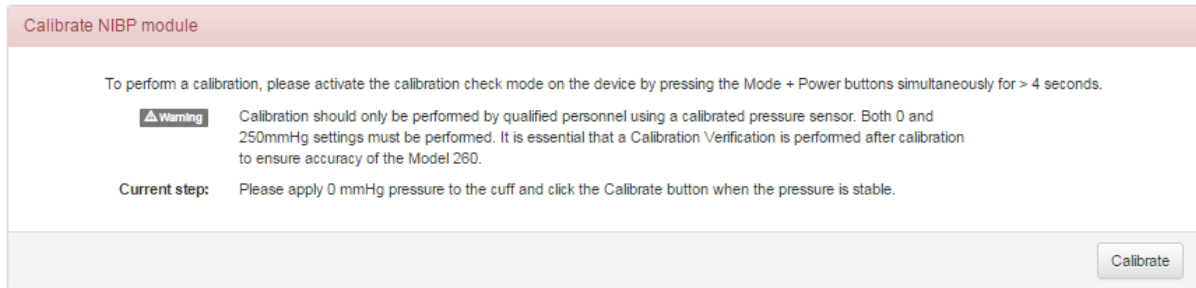 Calibrate NIBP module
To perform a calibration, please activate the calibration check mode on the device by pressing the Mode + Power buttons simultaneously for > 4 seconds.
Warning Calibration should only be performed by qualified personnel using a calibrated pressure sensor. Both 0 and
250mmHg settings must be performed. It is essential that a Calibration Verification is performed after calibration
to ensure accuracy of the Model 260.
Current step: Please apply 0 mmHg pressure to the cuff and click the Calibrate button when the pressure is stable.
Calibrate